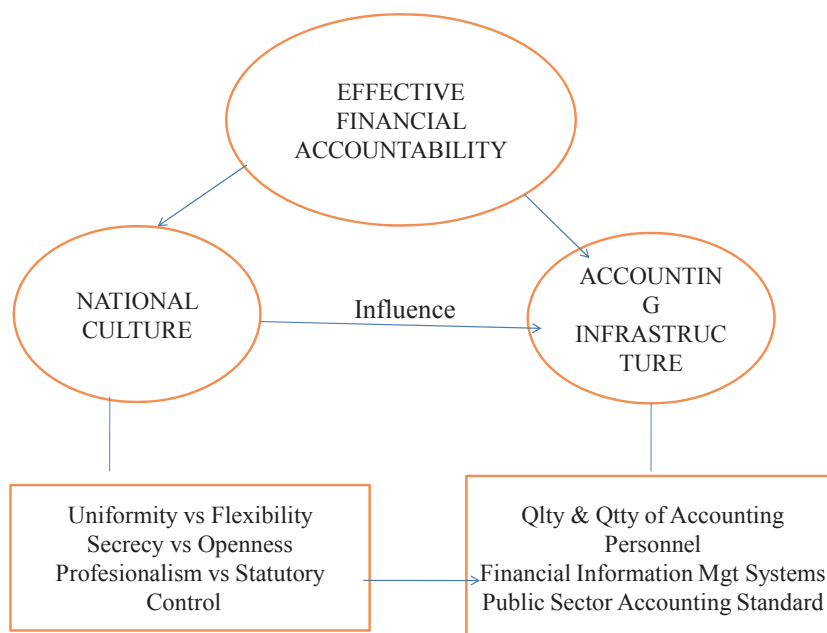 EFFECTIVE
FINANCIAL
ACCOUNTABILITY
NATIONAL
CULTURE
Influence
ACCOUNTIN
G
INFRASTRUC
TURE
Uniformity vs Flexibility
Secrecy vs Openness
Profesionalism vs Statutory
Control
Qlty & Qtty of Accounting
Personnel
Financial Information Mgt Systems
Public Sector Accounting Standard